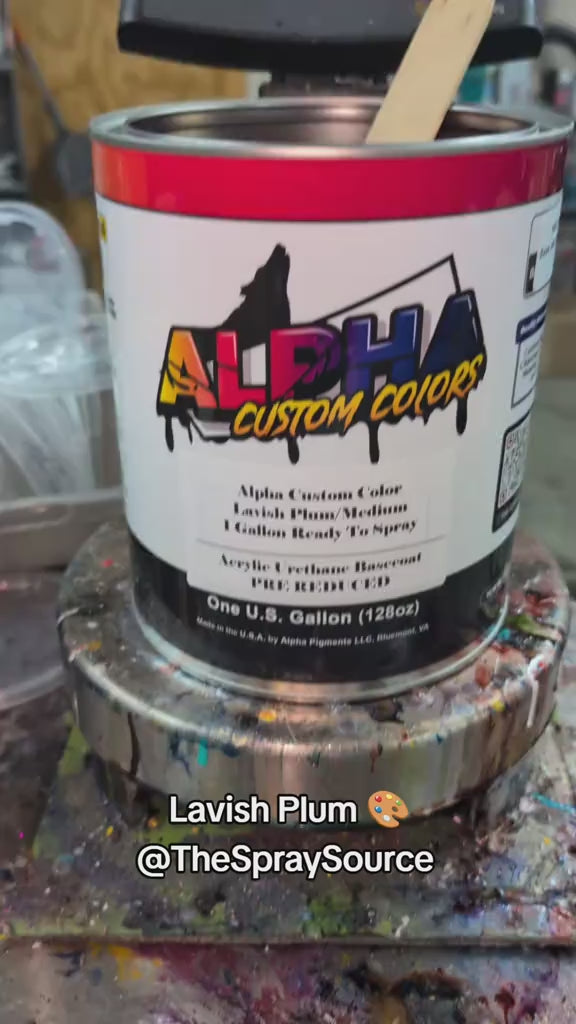 ALPHA
CUSTOM COLORS
Alpha Custom Color
Lavish Plum/Medium
1 Gallon Ready To Spray
Acrylic Urethane Basecoat
PRE REDUCED
One U.S. Gallon (128oz)
Made in the U.S.A. by Alpha Pigments LLC, Bluemont, VA
Lavish Plum 🎨
@TheSpraySource